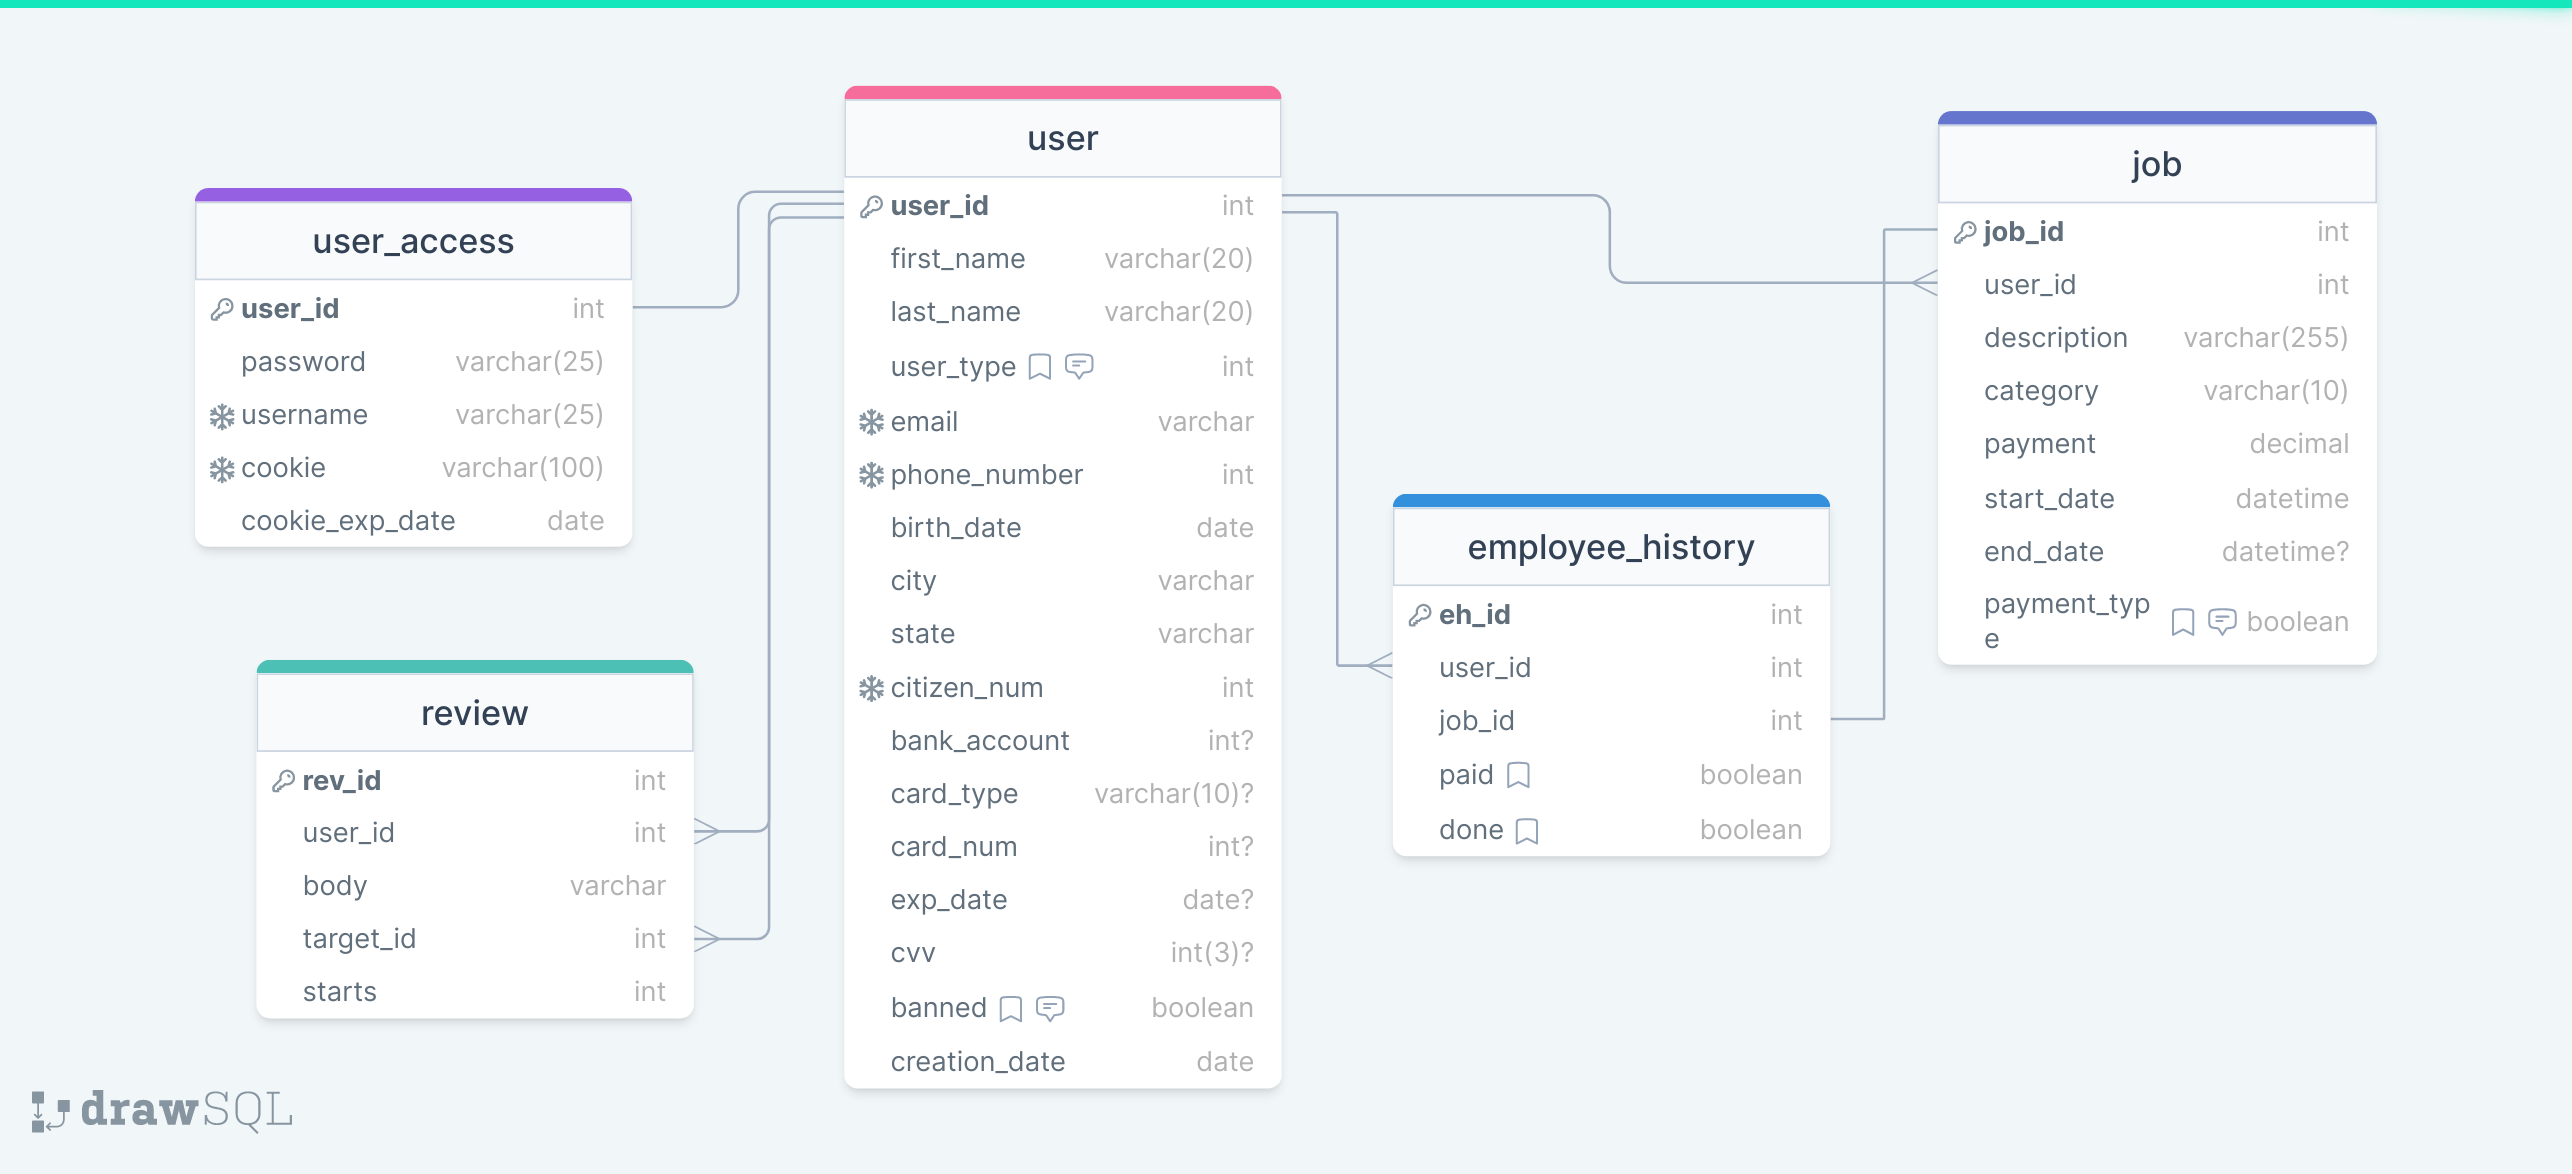 user_access
user_id int
password varchar(25)
username varchar(25)
cookie varchar(100)
cookie_exp_date date
review
rev_id int
user_id int
body varchar
target_id int
starts int
user
user_id int
first_name varchar(20)
last_name varchar(20)
user_type int
email varchar
phone_number int
birth_date date
city varchar
state varchar
citizen_num int
bank_account int?
card_type varchar(10)?
card_num int?
exp_date date?
cvv int(3)?
banned boolean
creation_date date
employee_history
eh_id int
user_id int
job_id int
paid boolean
done boolean
job
job_id int
user_id int
description varchar(255)
category varchar(10)
payment decimal
start_date datetime
end_date datetime?
payment_typ
e boolean
drawSQL